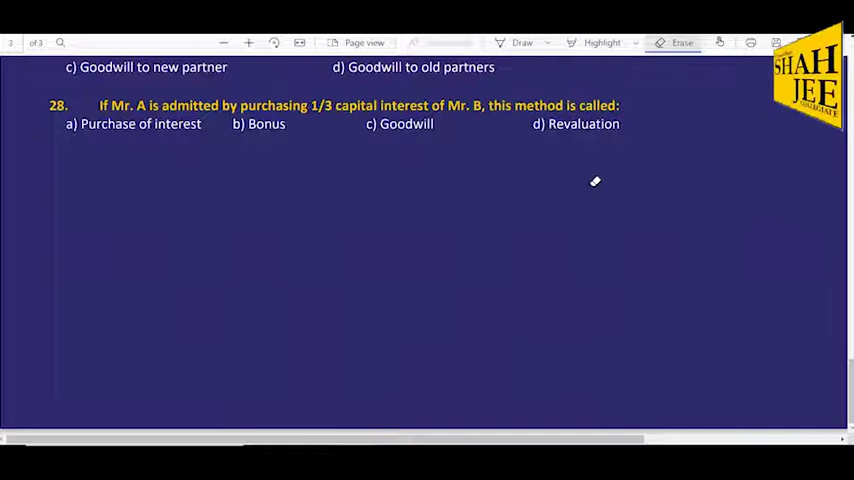 3 of 3 Page view Draw Highlight Erase
c) Goodwill to new partner d) Goodwill to old partners
28. If Mr. A is admitted by purchasing 1/3 capital interest of Mr. B, this method is called:
a) Purchase of interest b) Bonus c) Goodwill d) Revaluation
SHAH
JEE
COLLEGIATE